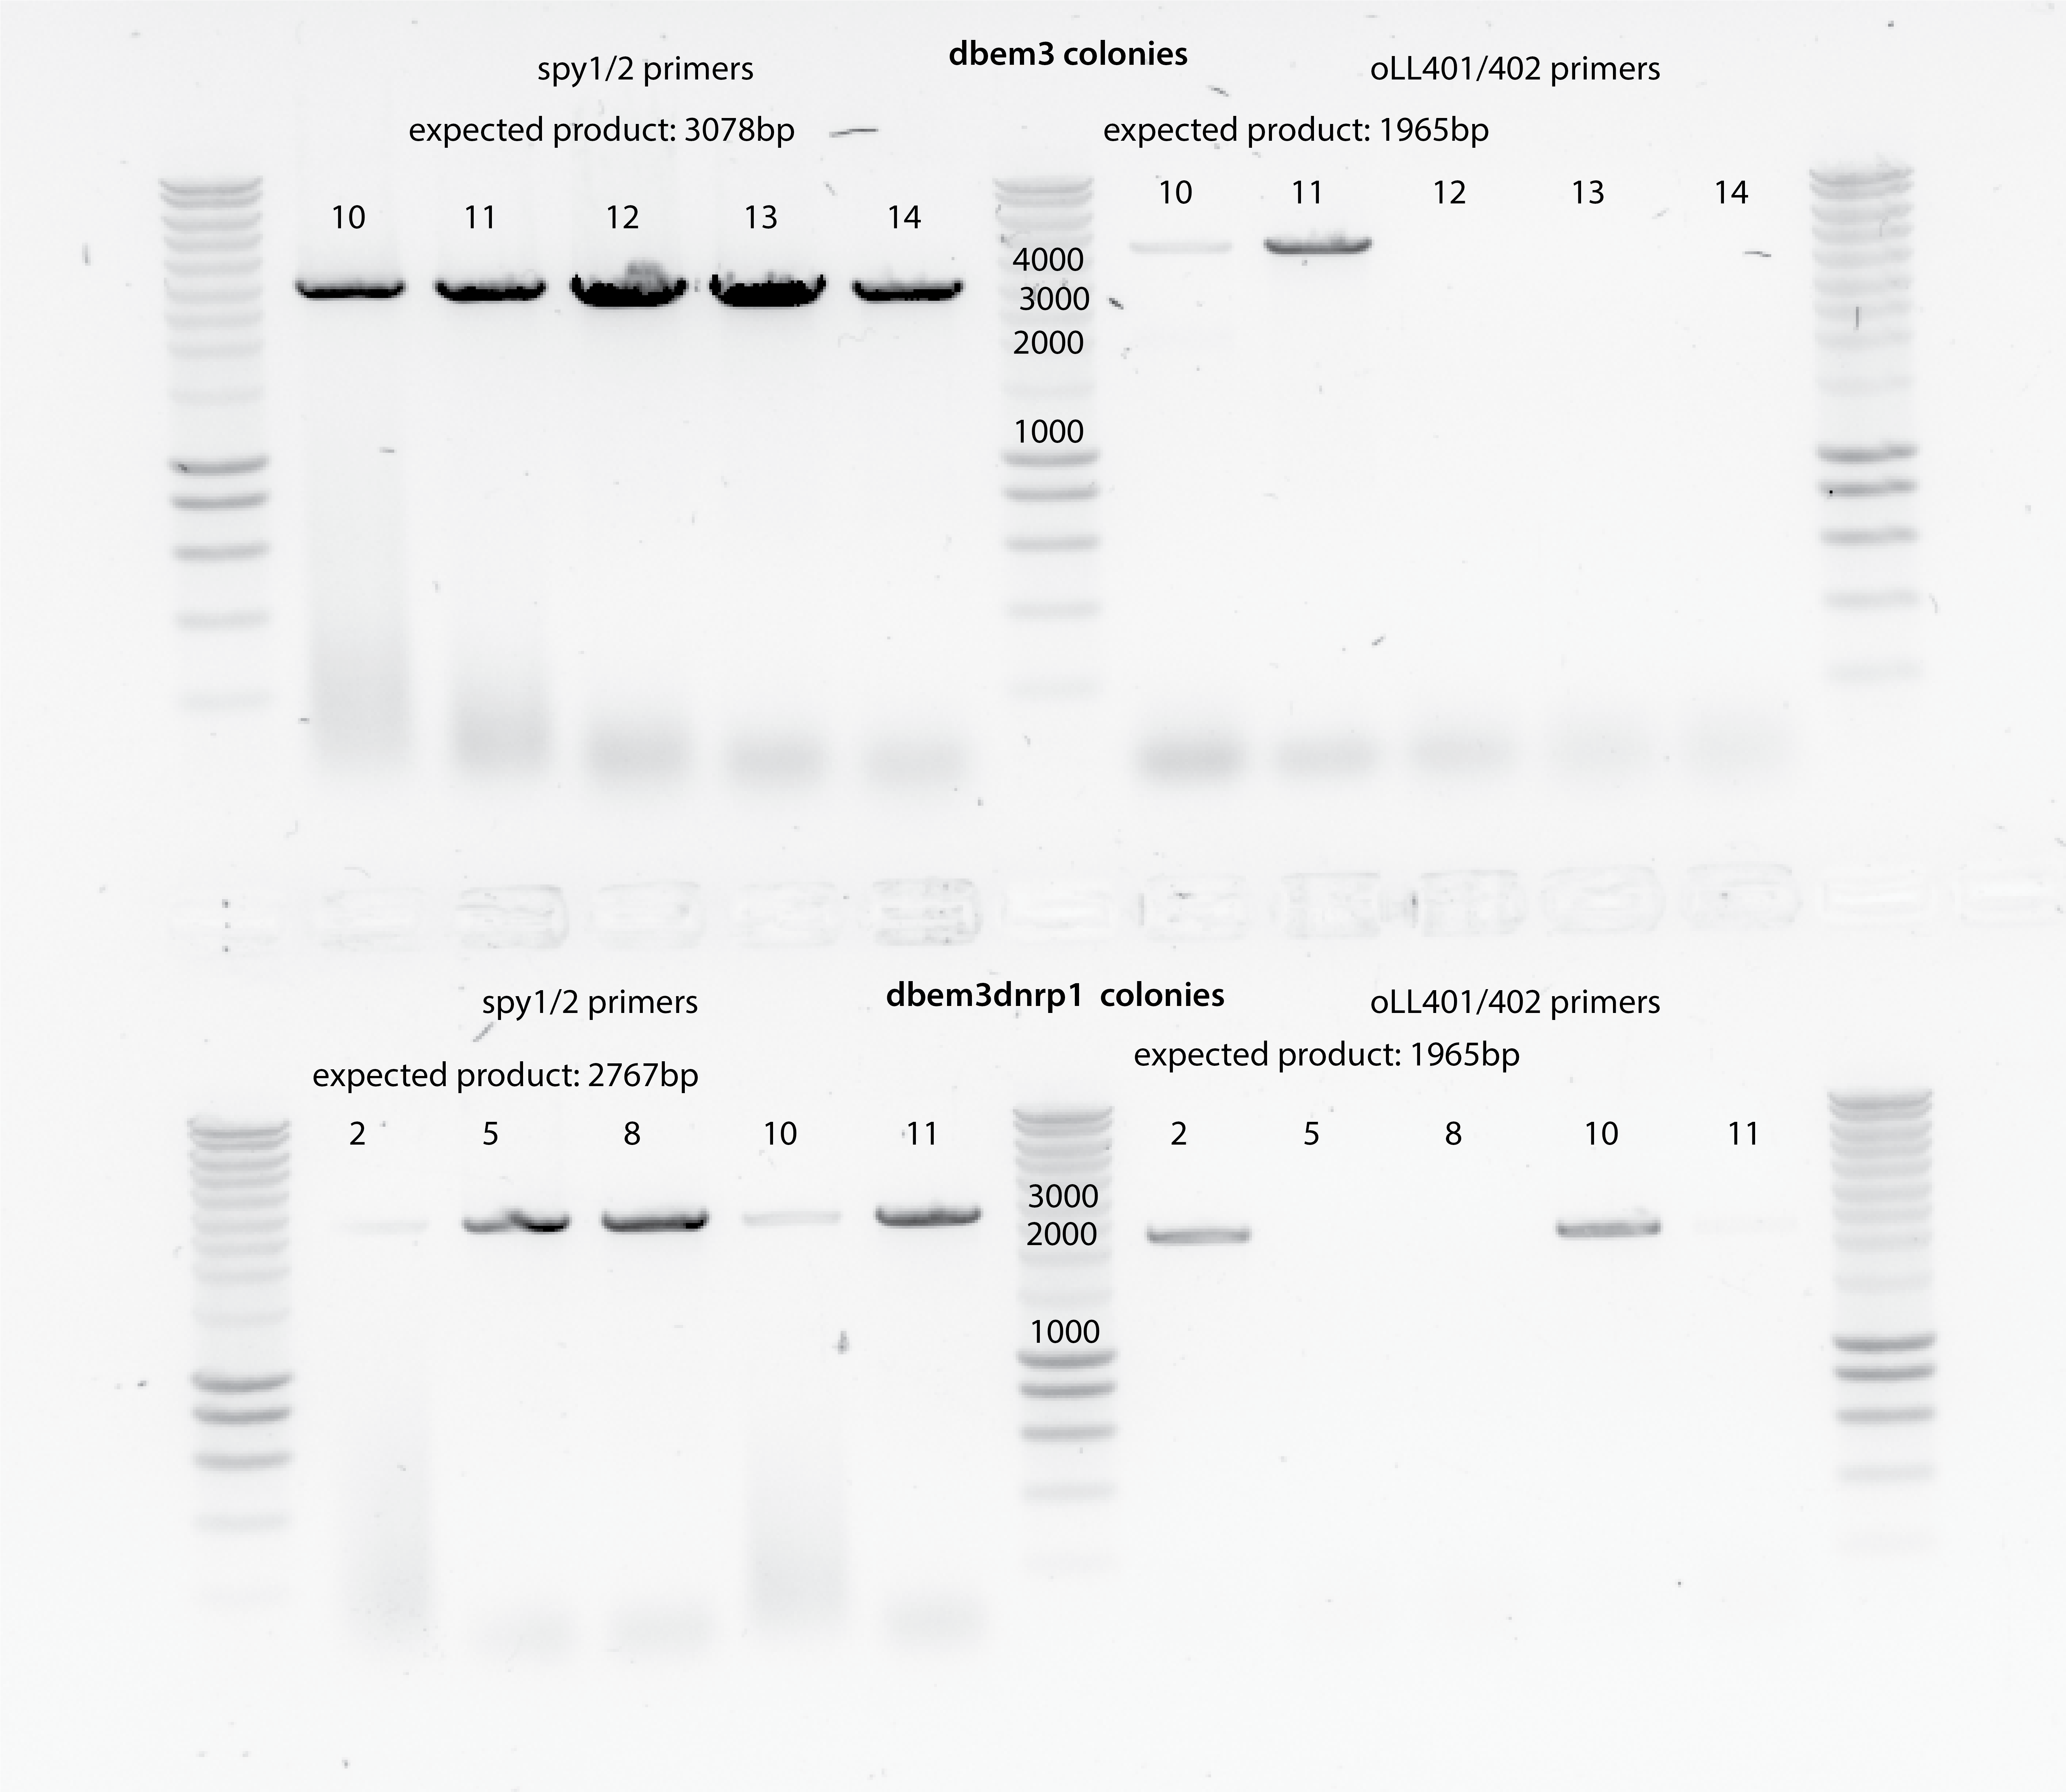 dbem3 colonies
spy1/2 primers
oLL401/402 primers
expected product: 3078bp
expected product: 1965bp
10 11 12 13 14
10 11 12 13 14
4000
3000
2000
1000
dbem3dnrp1 colonies
spy1/2 primers
oLL401/402 primers
expected product: 2767bp
expected product: 1965bp
2 5 8 10 11
2 5 8 10 11
3000
2000
1000